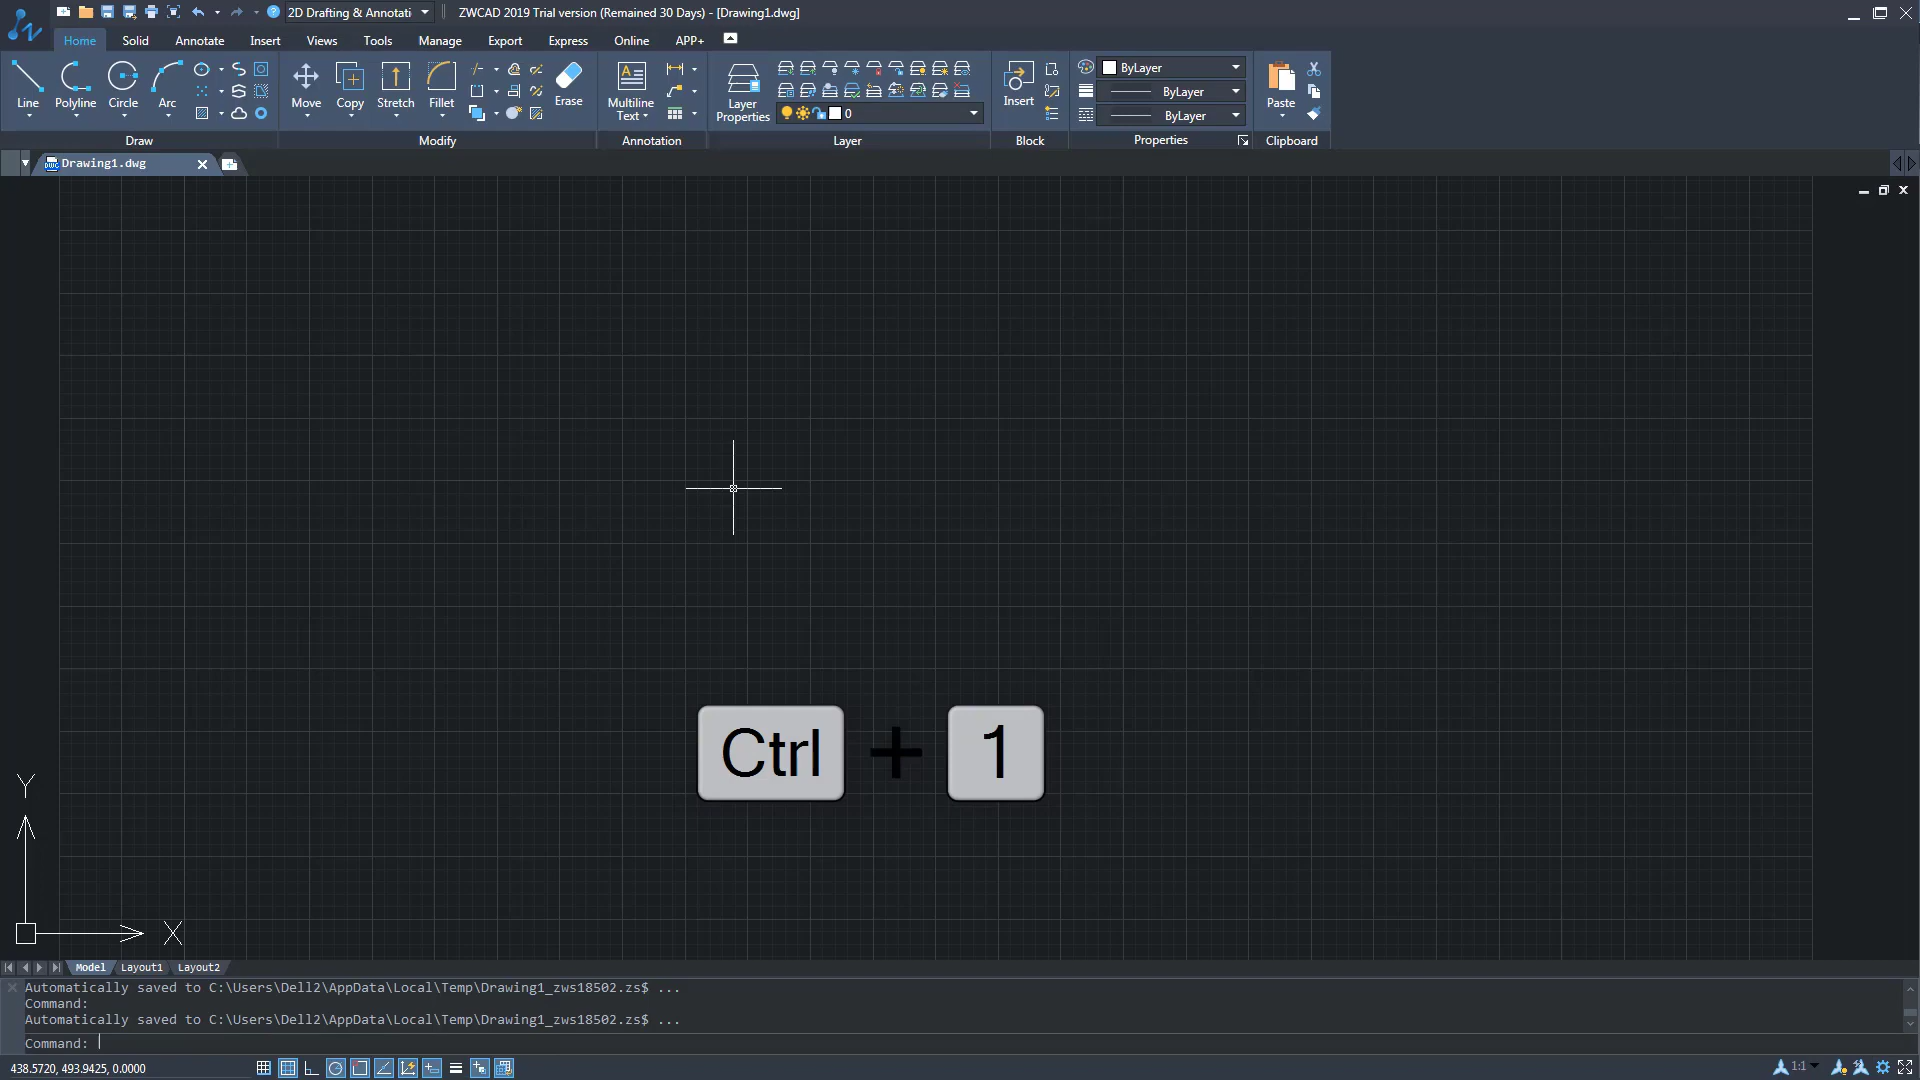 2D Drafting & Annotati
ZWCAD 2019 Trial version (Remained 30 Days) - [Drawing1.dwg]
Home Solid Annotate Insert Views Tools Manage Export Express Online APP+
Line Polyline Circle Arc
Move Copy Stretch Fillet Erase
Multiline Text
Layer Properties
0
Insert
ByLayer
ByLayer
ByLayer
Paste
Draw Modify Annotation Layer Block Properties Clipboard
Drawing1.dwg
Ctrl + 1
Y
X
Model Layout1 Layout2
Automatically saved to C:\Users\Dell2\AppData\Local\Temp\Drawing1_zws18502.zs$ ...
Command:
Automatically saved to C:\Users\Dell2\AppData\Local\Temp\Drawing1_zws18502.zs$ ...
Command:
438.5720, 493.9425, 0.0000
1:1